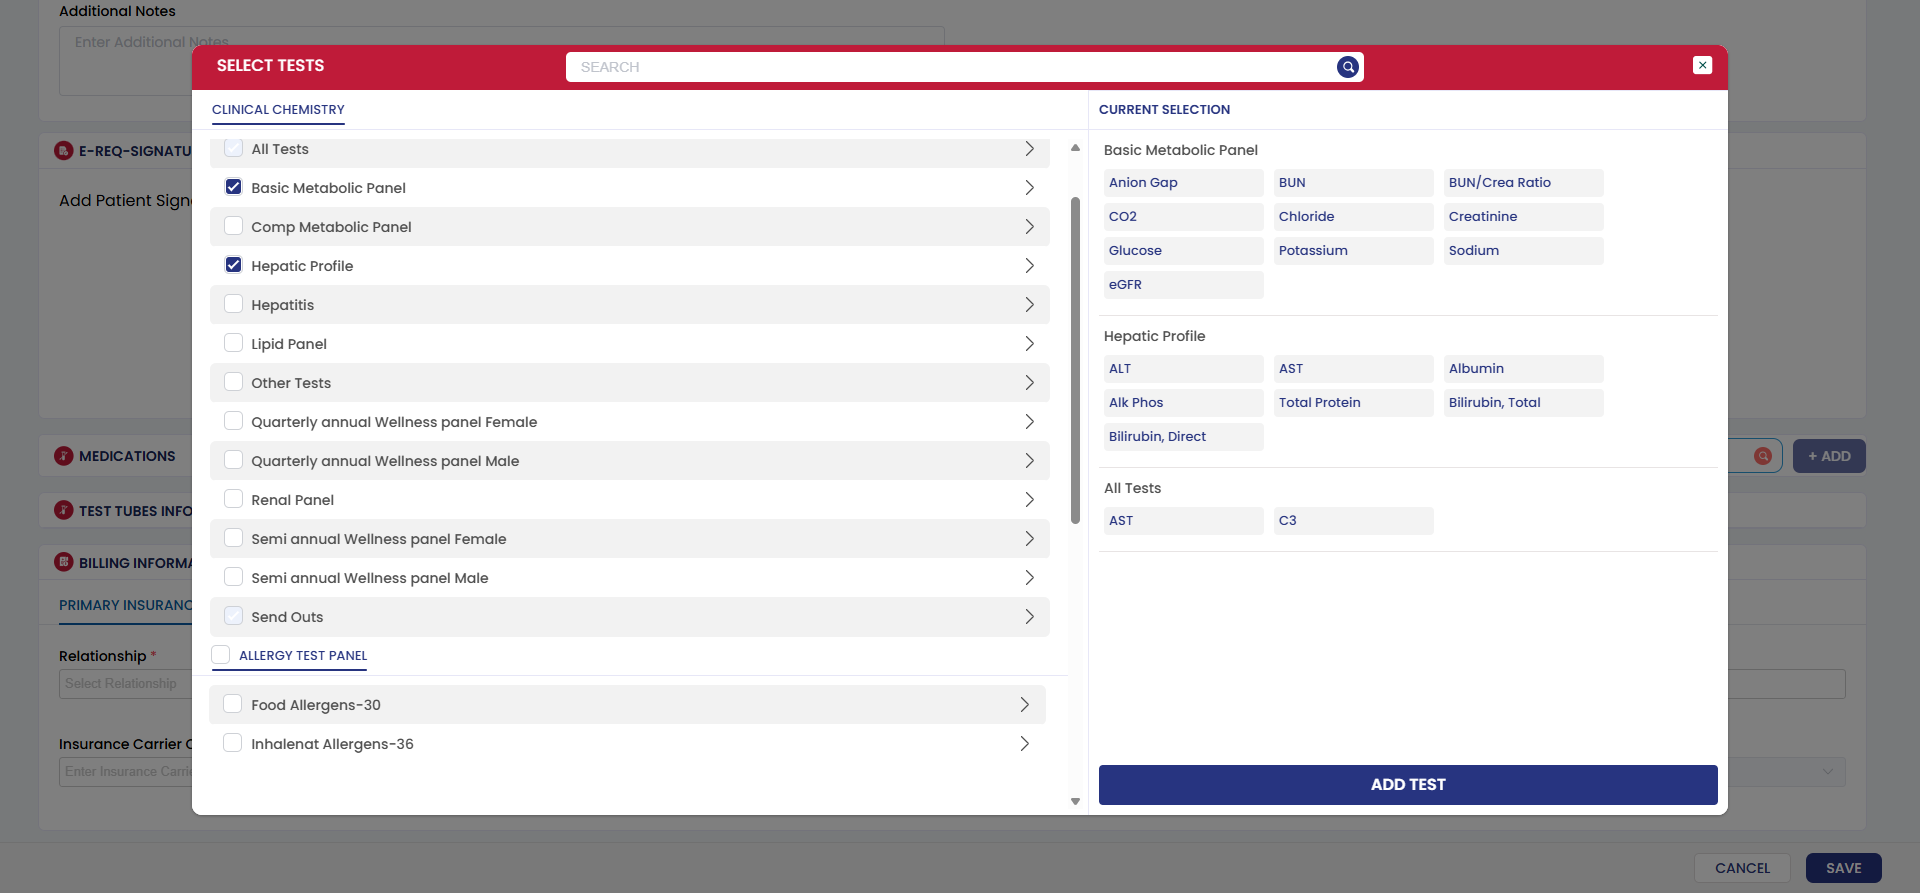 Additional Notes
Enter Additional Notes
SELECT TESTS
SEARCH
CLINICAL CHEMISTRY
All Tests
Basic Metabolic Panel
Comp Metabolic Panel
Hepatic Profile
Hepatitis
Lipid Panel
Other Tests
Quarterly annual Wellness panel Female
Quarterly annual Wellness panel Male
Renal Panel
Semi annual Wellness panel Female
Semi annual Wellness panel Male
Send Outs
ALLERGY TEST PANEL
Food Allergens-30
Inhalenat Allergens-36
CURRENT SELECTION
Basic Metabolic Panel
Anion Gap BUN BUN/Crea Ratio
CO2 Chloride Creatinine
Glucose Potassium Sodium
eGFR
Hepatic Profile
ALT AST Albumin
Alk Phos Total Protein Bilirubin, Total
Bilirubin, Direct
All Tests
AST C3
ADD TEST
E-REQ-SIGNATU
Add Patient Sign
MEDICATIONS
+ ADD
TEST TUBES INFO
BILLING INFORMA
PRIMARY INSURANC
Relationship *
Select Relationship
Insurance Carrier C
Enter Insurance Carrie
CANCEL SAVE